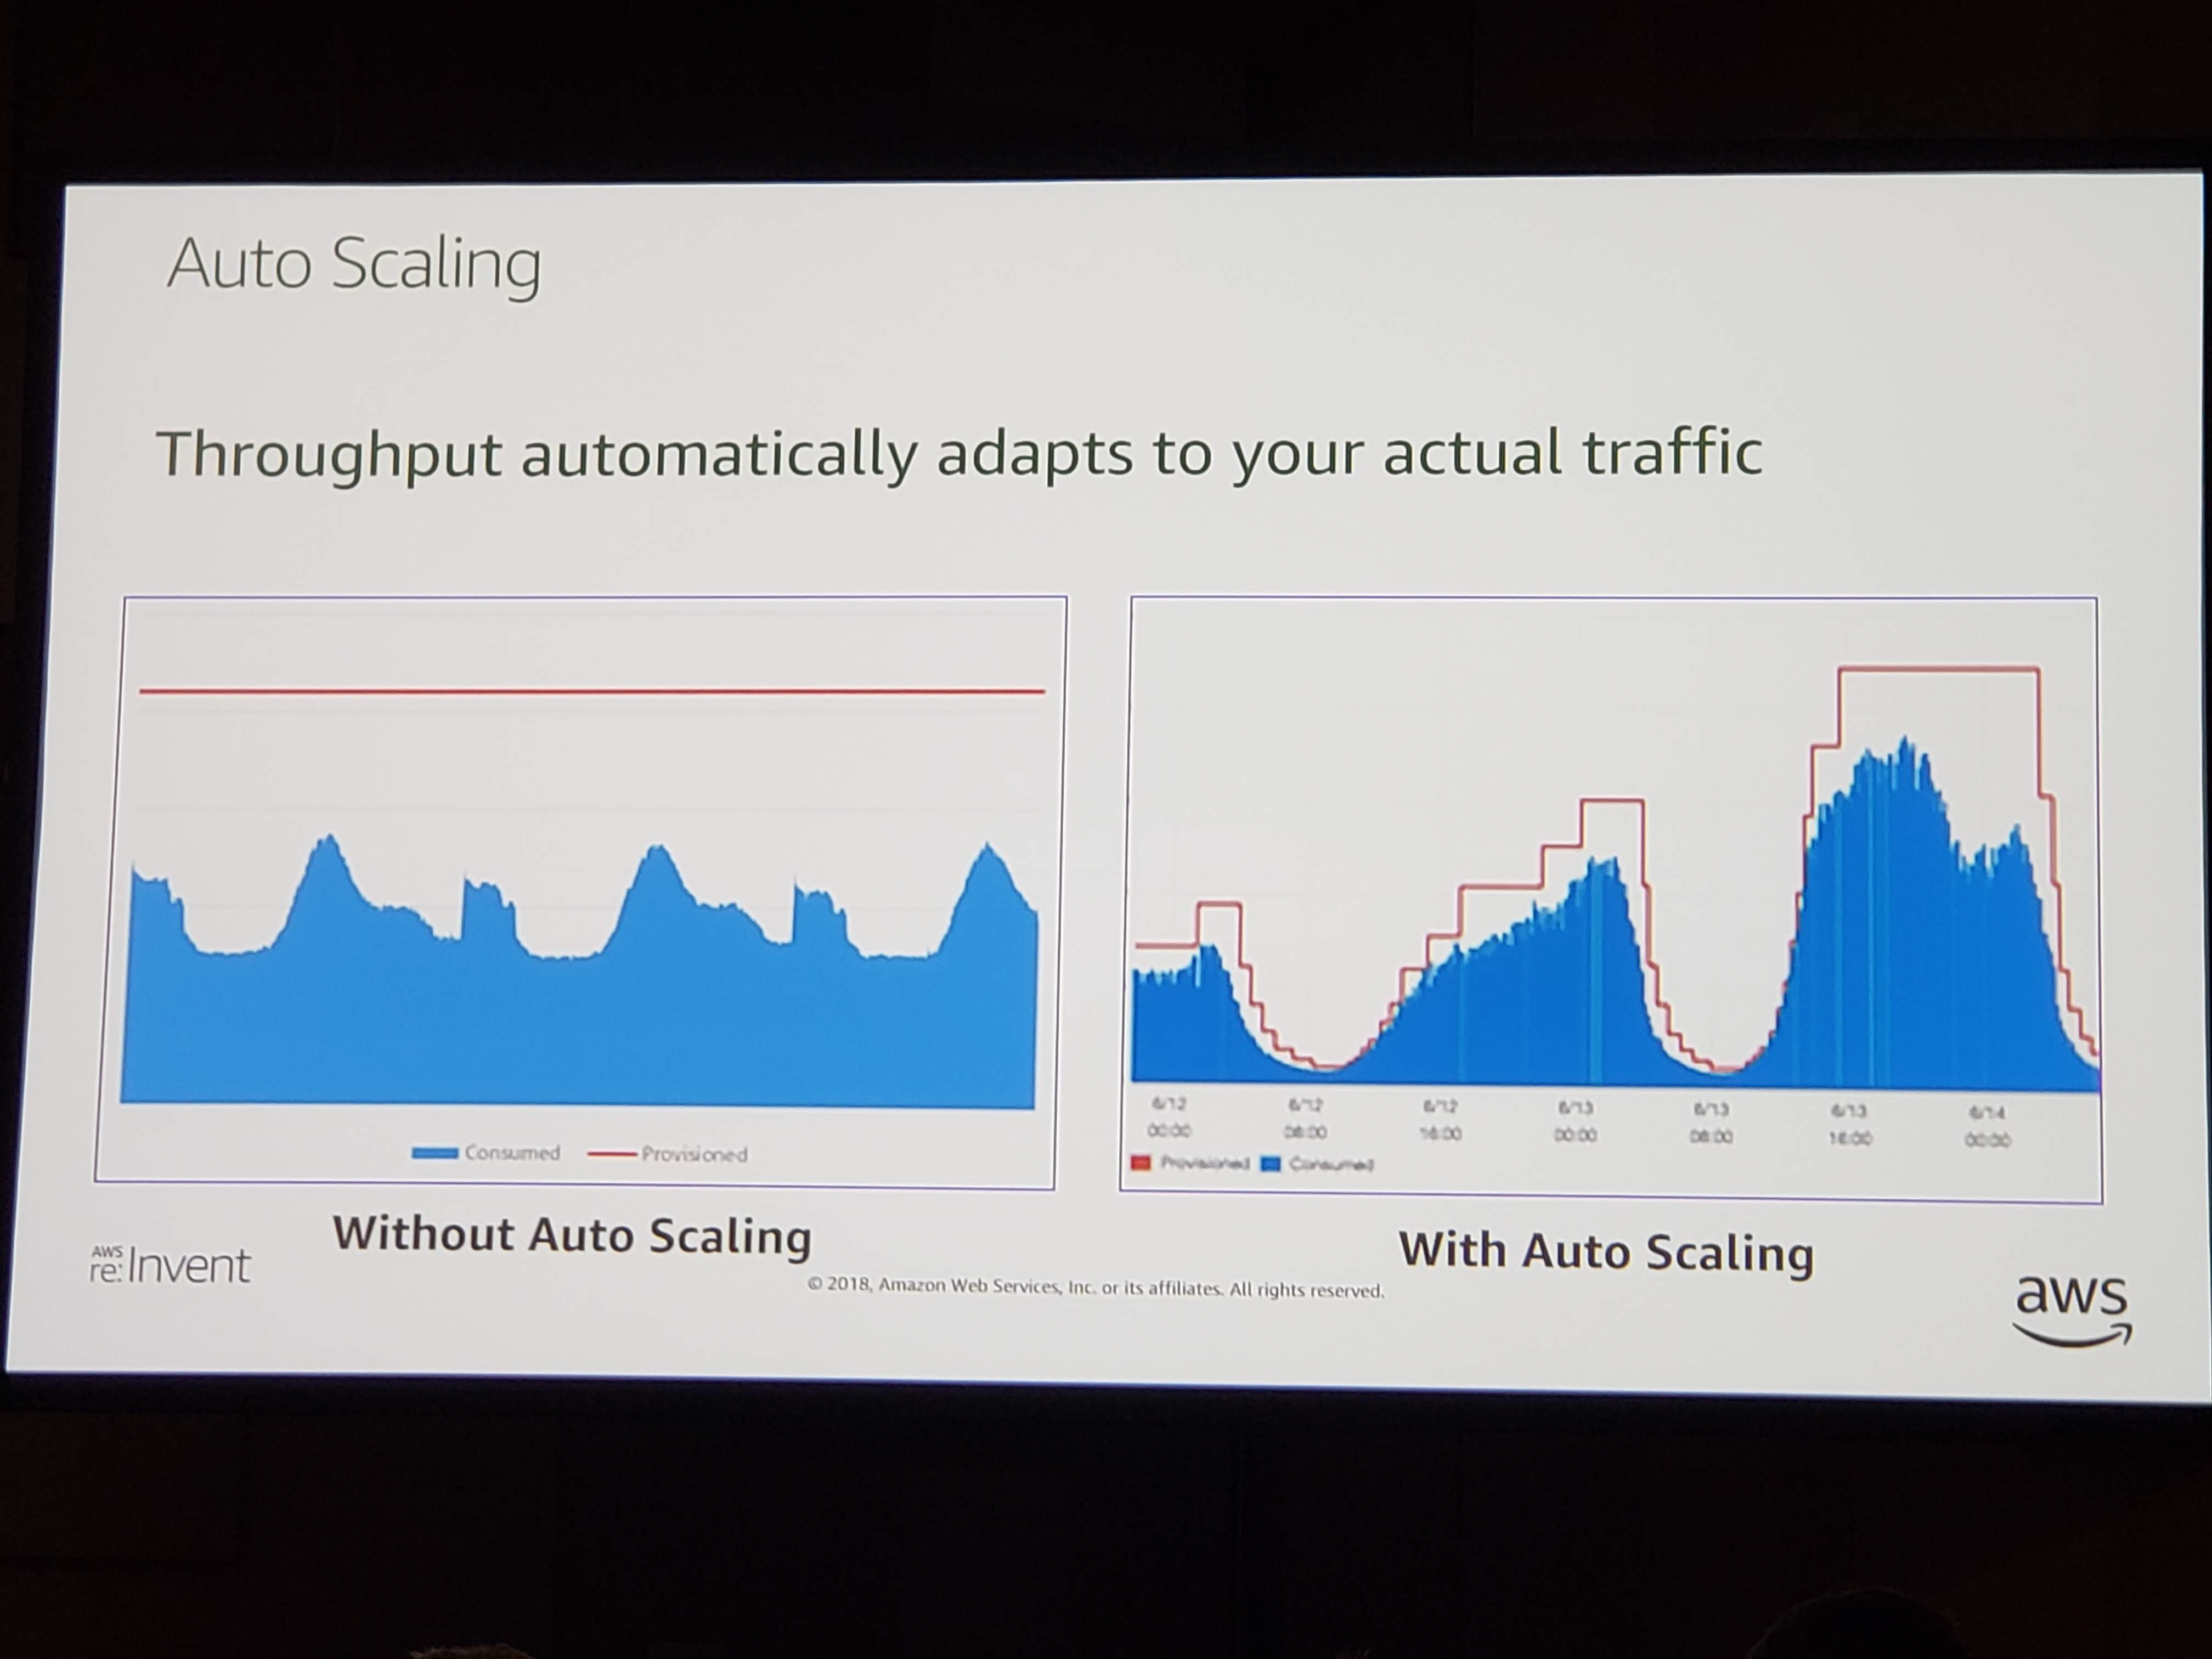 Auto Scaling
Throughput automatically adapts to your actual traffic
Consumed Provisioned
6/12 6/12 6/12 6/13 6/13 6/13 6/14
00:00 08:00 16:00 00:00 08:00 16:00 00:00
Provisioned Consumed
Without Auto Scaling
With Auto Scaling
AWS
re:Invent
© 2018, Amazon Web Services, Inc. or its affiliates. All rights reserved.
aws